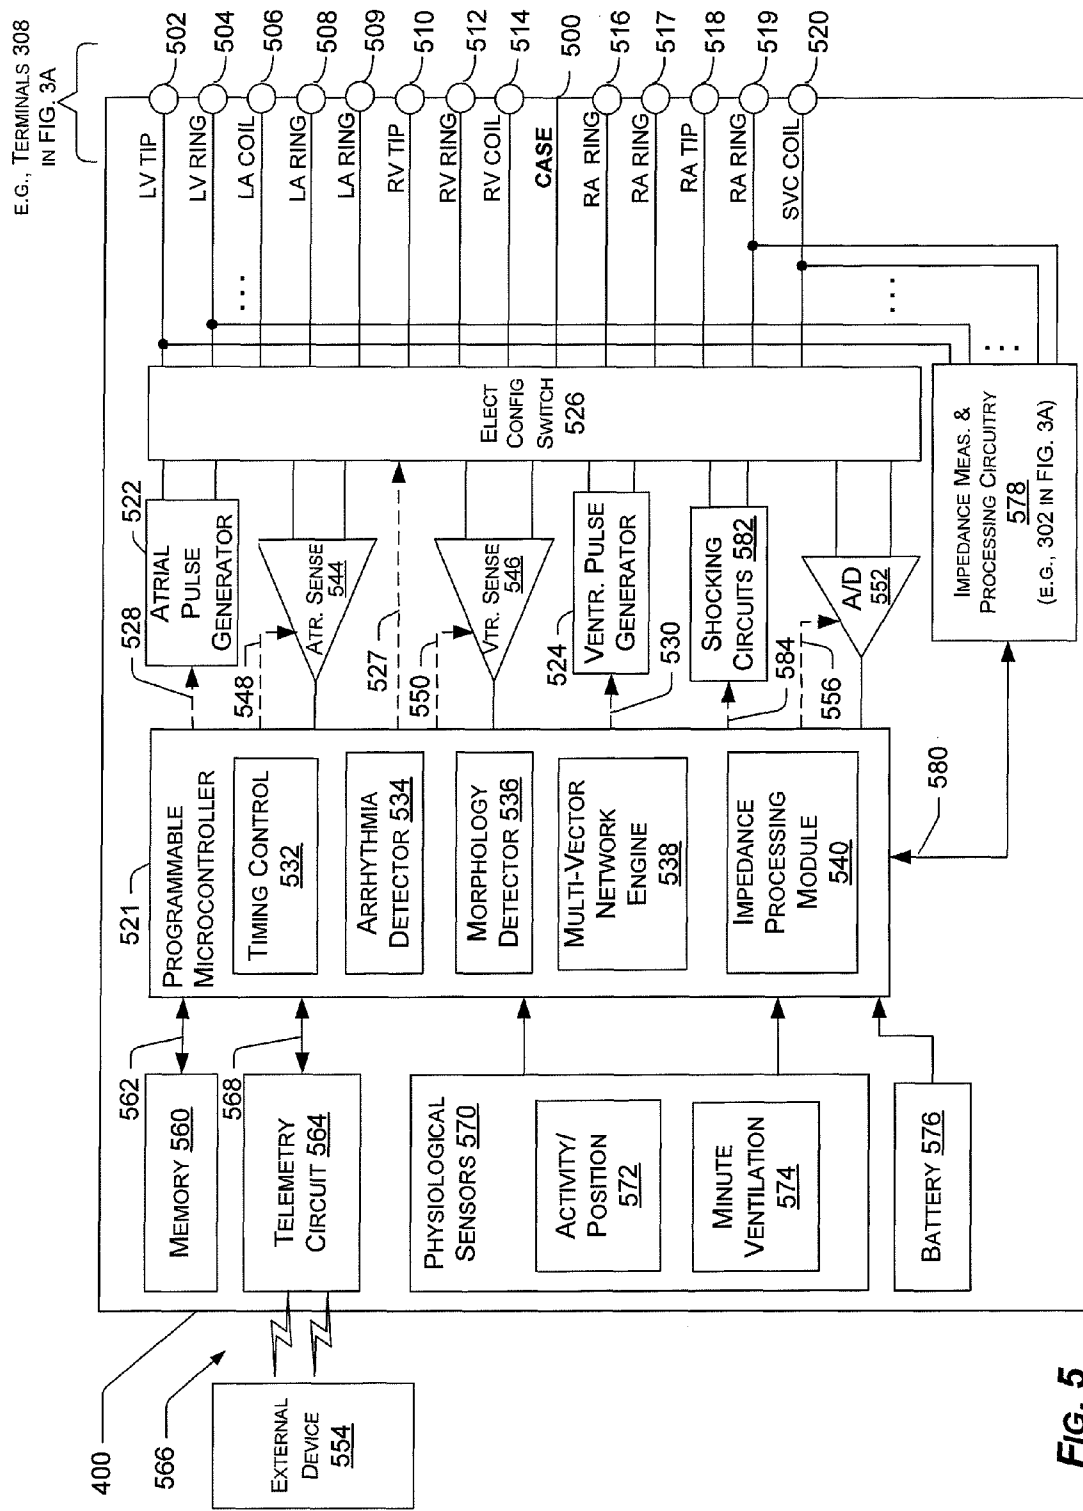 E.G., TERMINALS 308
IN FIG. 3A
502
504
506
508
509
510
512
514
500
516
517
518
519
520
LV TIP
LV RING
LA COIL
LA RING
LA RING
RV TIP
RV RING
RV COIL
CASE
RA RING
RA RING
RA TIP
RA RING
SVC COIL
...
...
...
ELECT
CONFIG
SWITCH
526
522
ATRIAL
PULSE
GENERATOR
528
ATR. SENSE
544
548
527
VTR. SENSE
546
550
524
VENTR. PULSE
GENERATOR
530
SHOCKING
CIRCUITS 582
584
A/D
552
556
IMPEDANCE MEAS. &
PROCESSING CIRCUITRY
578
(E.G., 302 IN FIG. 3A)
580
521
PROGRAMMABLE
MICROCONTROLLER
TIMING CONTROL
532
ARRHYTHMIA
DETECTOR 534
MORPHOLOGY
DETECTOR 536
MULTI-VECTOR
NETWORK
ENGINE
538
IMPEDANCE
PROCESSING
MODULE
540
562
568
MEMORY 560
TELEMETRY
CIRCUIT 564
PHYSIOLOGICAL
SENSORS 570
ACTIVITY/
POSITION
572
MINUTE
VENTILATION
574
BATTERY 576
400
566
EXTERNAL
DEVICE
554
FIG. 5